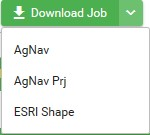 Download Job
AgNav
AgNav Prj
ESRI Shape